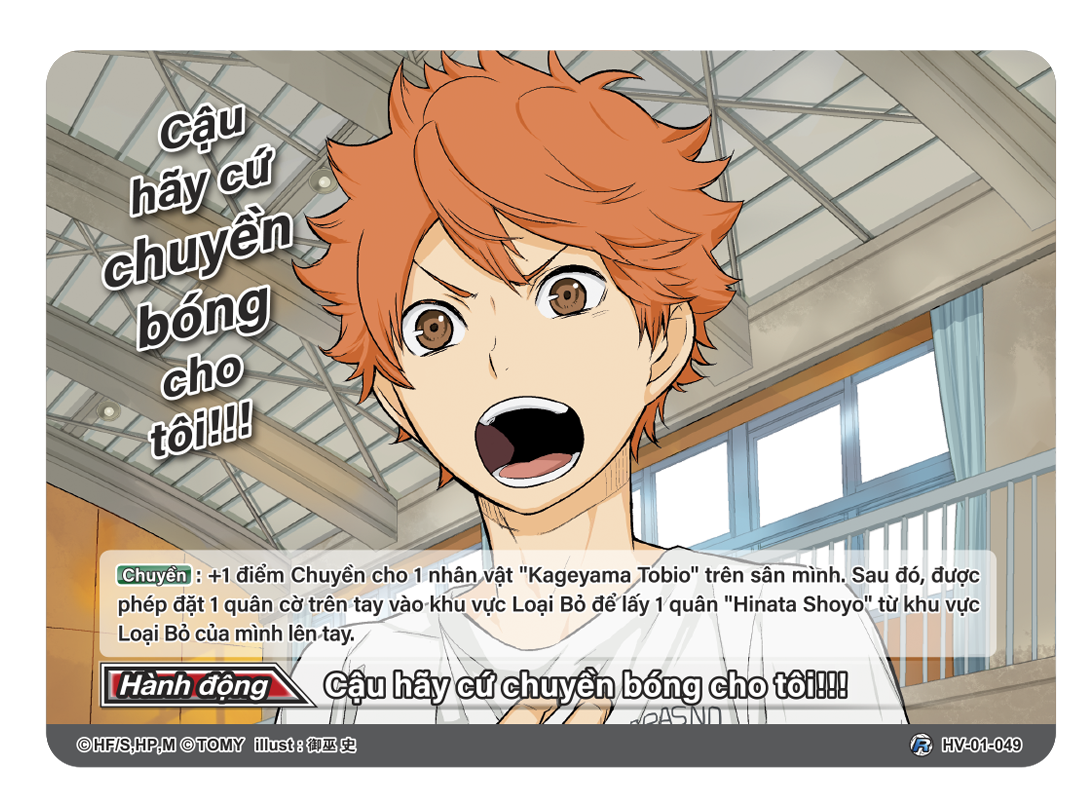 Cậu
hãy cứ
chuyền
bóng
cho
tôi!!!
Chuyền : +1 điểm Chuyền cho 1 nhân vật "Kageyama Tobio" trên sân mình. Sau đó, được
phép đặt 1 quân cờ trên tay vào khu vực Loại Bỏ để lấy 1 quân "Hinata Shoyo" từ khu vực
Loại Bỏ của mình lên tay.
Hành động Cậu hãy cứ chuyền bóng cho tôi!!!
©HF/S,HP,M ©TOMY illust : 御巫 史 R HV-01-049